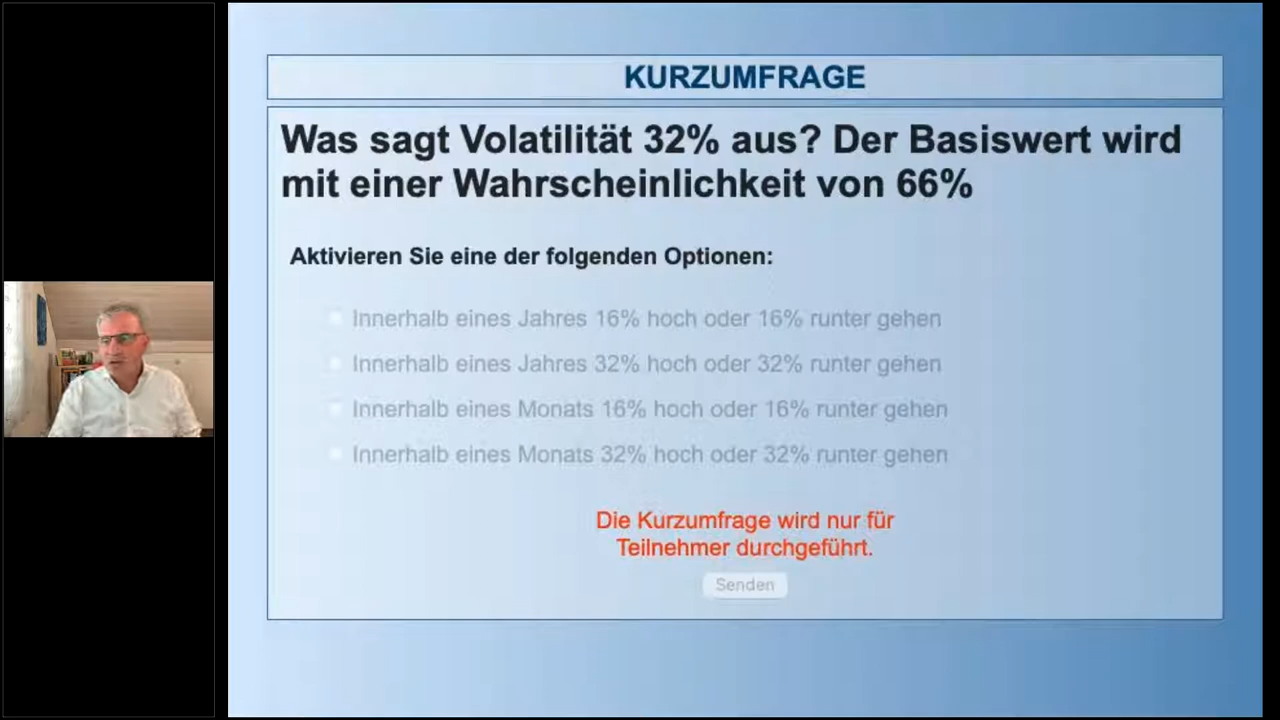 KURZUMFRAGE
Was sagt Volatilität 32% aus? Der Basiswert wird
mit einer Wahrscheinlichkeit von 66%
Aktivieren Sie eine der folgenden Optionen:
Innerhalb eines Jahres 16% hoch oder 16% runter gehen
Innerhalb eines Jahres 32% hoch oder 32% runter gehen
Innerhalb eines Monats 16% hoch oder 16% runter gehen
Innerhalb eines Monats 32% hoch oder 32% runter gehen
Die Kurzumfrage wird nur für
Teilnehmer durchgeführt.
Senden